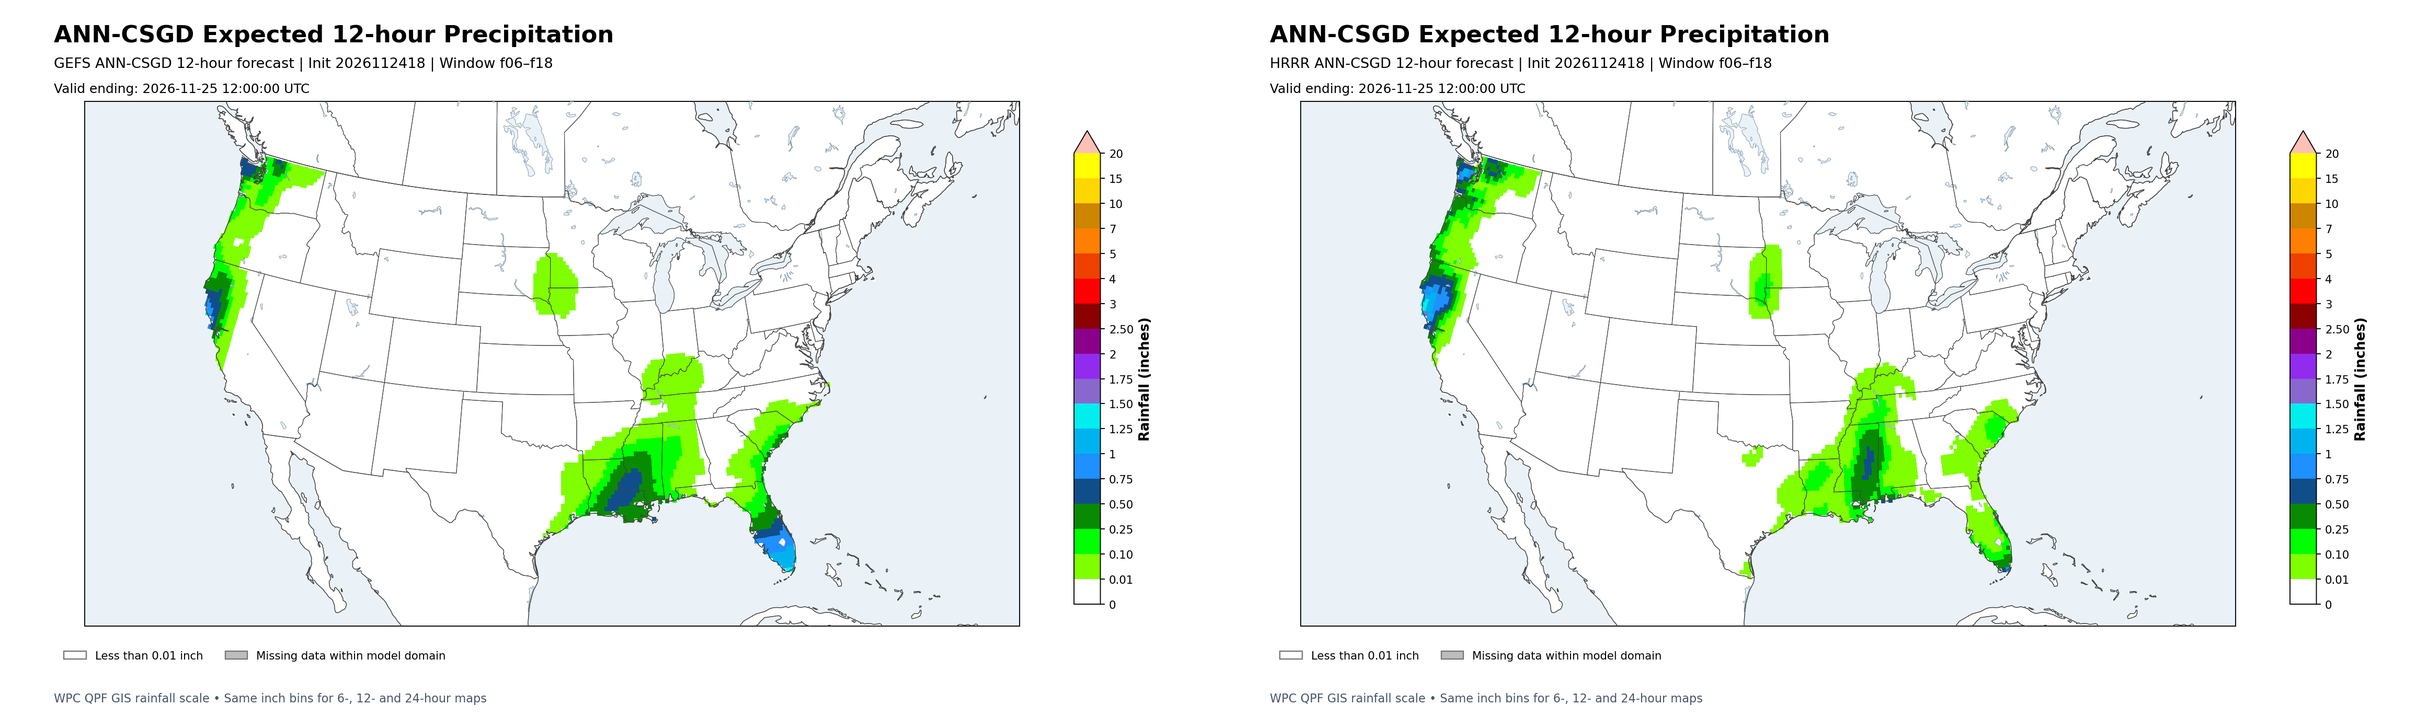 ANN-CSGD Expected 12-hour Precipitation
GEFS ANN-CSGD 12-hour forecast | Init 2026112418 | Window f06–f18
Valid ending: 2026-11-25 12:00:00 UTC
20
15
10
7
5
4
3
2.50
2
1.75
1.50
1.25
1
0.75
0.50
0.25
0.10
0.01
0
Rainfall (inches)
Less than 0.01 inch
Missing data within model domain
WPC QPF GIS rainfall scale • Same inch bins for 6-, 12- and 24-hour maps
ANN-CSGD Expected 12-hour Precipitation
HRRR ANN-CSGD 12-hour forecast | Init 2026112418 | Window f06–f18
Valid ending: 2026-11-25 12:00:00 UTC
20
15
10
7
5
4
3
2.50
2
1.75
1.50
1.25
1
0.75
0.50
0.25
0.10
0.01
0
Rainfall (inches)
Less than 0.01 inch
Missing data within model domain
WPC QPF GIS rainfall scale • Same inch bins for 6-, 12- and 24-hour maps